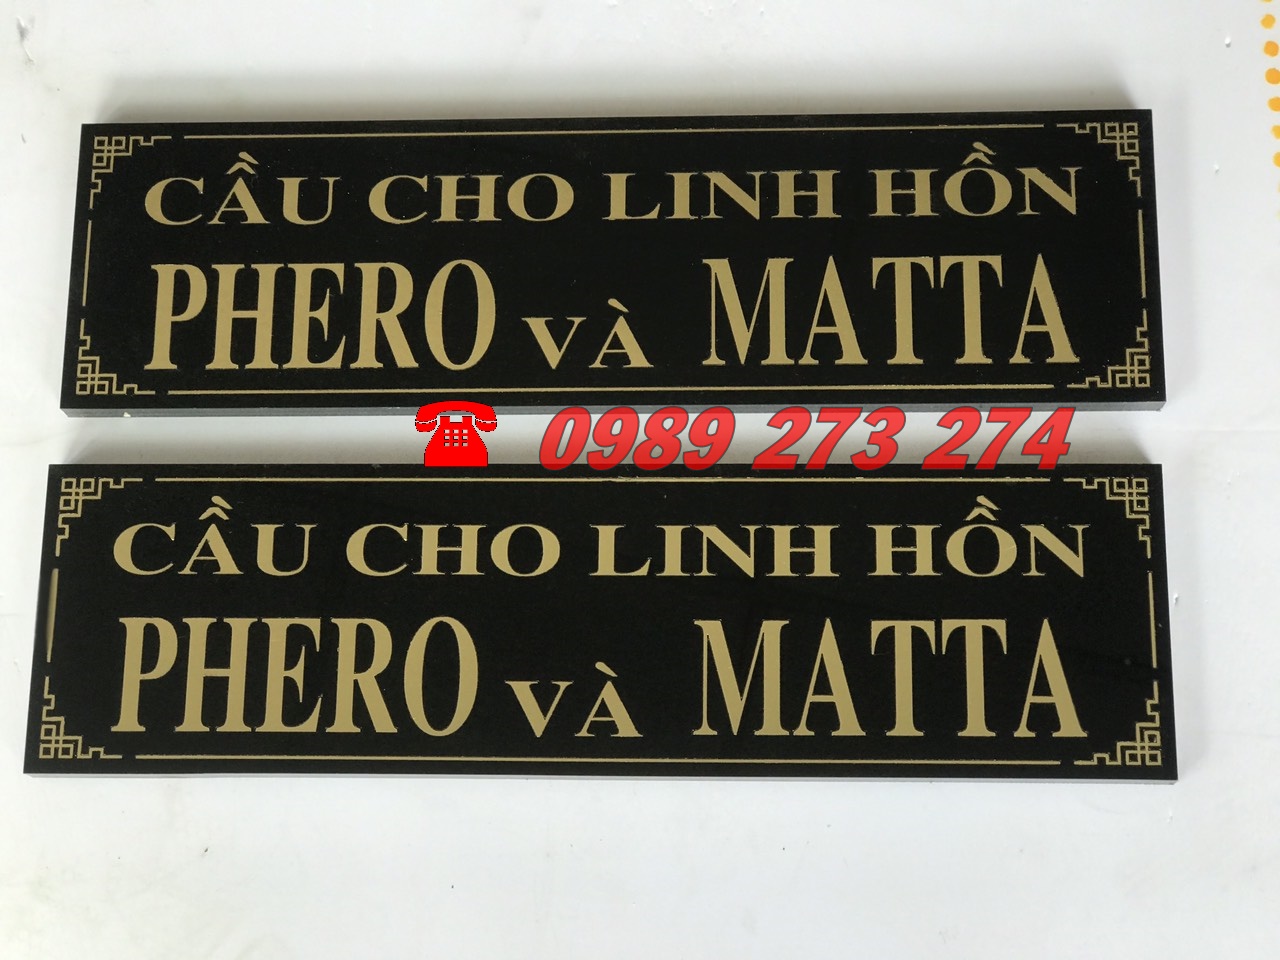 CẦU CHO LINH HỒN
PHERO VÀ MATTA
0989 273 274
CẦU CHO LINH HỒN
PHERO VÀ MATTA